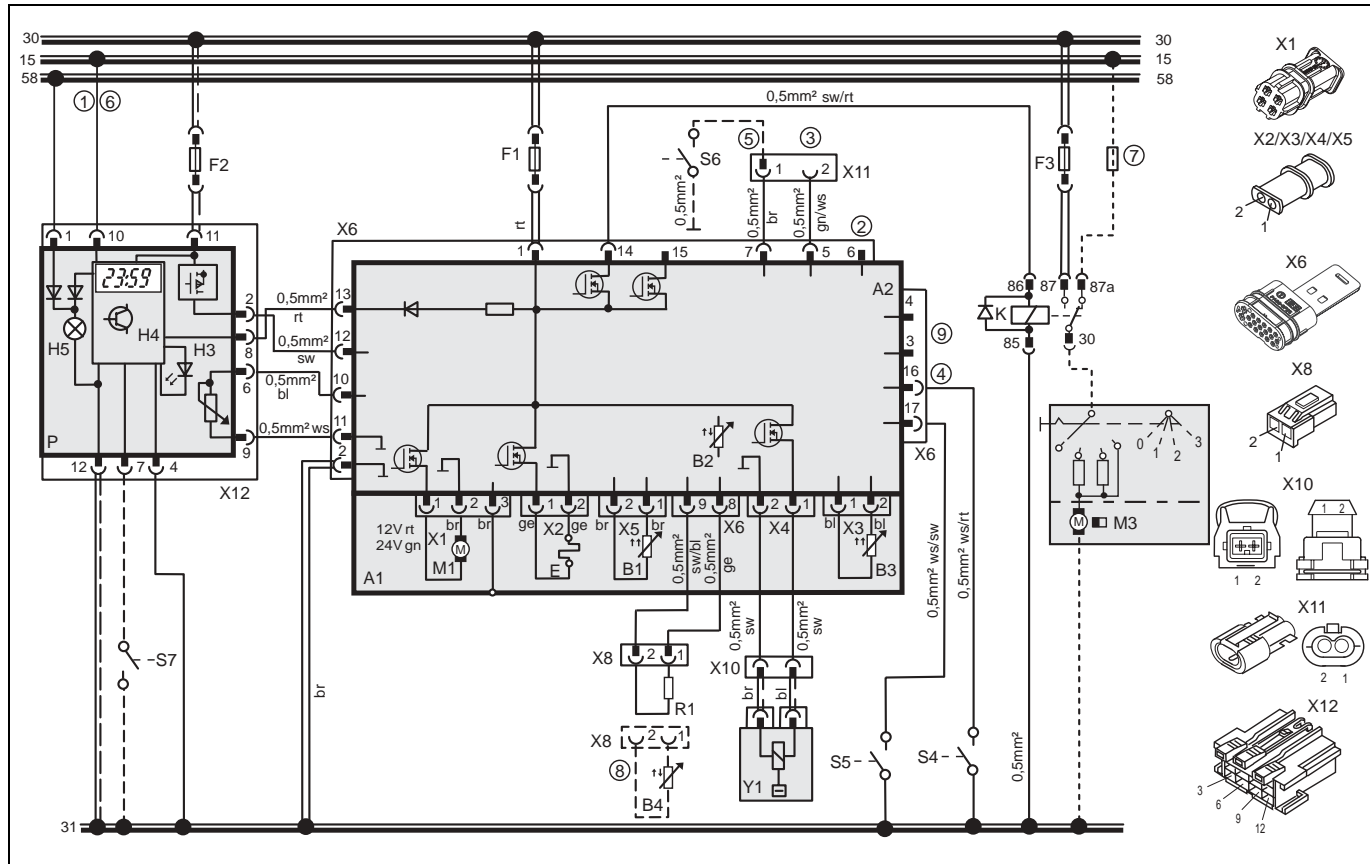 30
15
58
30
15
58
① ⑥
F2
F1
0,5mm² sw/rt
S6
0,5mm²
⑤ ③
1 2 X11
0,5mm²
br
0,5mm²
gn/ws
②
F3
⑦
rt
X6
1 10 11
1 14 15 7 5 6
23:59
H5
H4
H3
P
2
8
6
9
12 7 4
X12
0,5mm²
rt
0,5mm²
sw
0,5mm²
bl
0,5mm² ws
13
12
10
11
2
A2
4
3
16
17
⑨
④
X6
B2
86 87 87a
K
85 30
0 1 2 3
M M3
1 2 3 1 2 2 1 9 8 2 1 1 2
12V rt
24V gn
X1
br
br
M
M1
ge
X2
ge
E
br
X5
br
B1
0,5mm²
sw/bl
X6
0,5mm²
ge
X4
bl
X3
bl
B3
A1
0,5mm²
sw
0,5mm²
sw
0,5mm² ws/sw
0,5mm² ws/rt
S7
br
X8 2 1
R1
X8 2 1
⑧
B4
X10
br
bl
Y1
S5
S4
0,5mm²
31
X1
X2/X3/X4/X5
2
1
X6
X8
2
1
X10
1 2
1 2
X11
2 1
X12
3
6
9
12